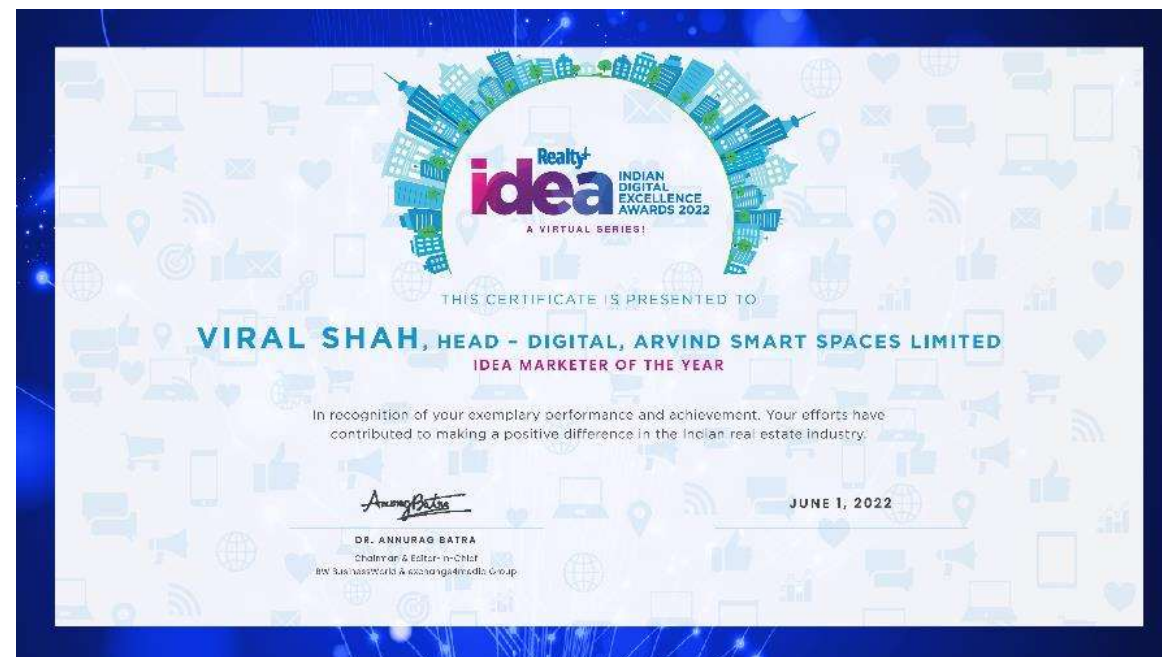 Realty+
idea
INDIAN
DIGITAL
EXCELLENCE
AWARDS 2022
A VIRTUAL SERIES!
THIS CERTIFICATE IS PRESENTED TO
VIRAL SHAH, HEAD – DIGITAL, ARVIND SMART SPACES LIMITED
IDEA MARKETER OF THE YEAR
In recognition of your exemplary performance and achievement. Your efforts have
contributed to making a positive difference in the Indian real estate industry.
Anurag Batra
JUNE 1, 2022
DR. ANNURAG BATRA
Chairman & Editor-in-Chief
BW Businessworld & exchange4media Group